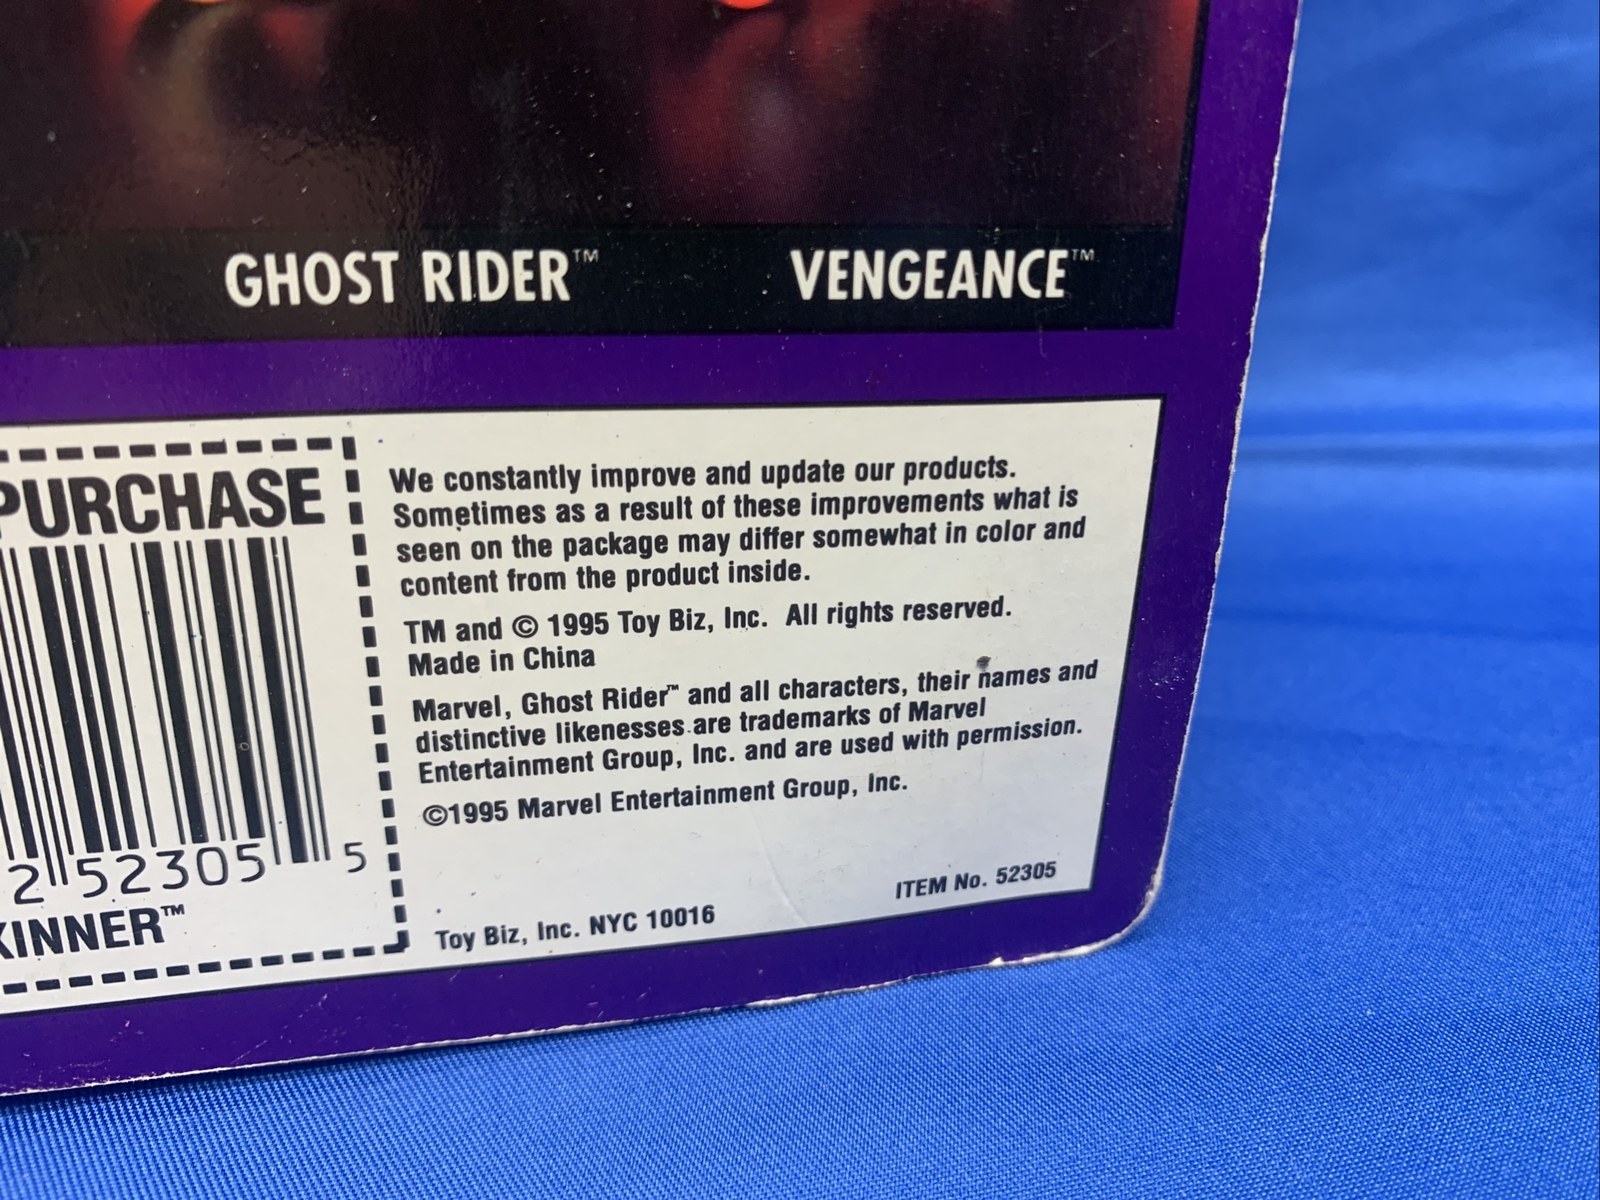 GHOST RIDER™ VENGEANCE™
PURCHASE
2 52305 5
KINNER™
We constantly improve and update our products.
Sometimes as a result of these improvements what is
seen on the package may differ somewhat in color and
content from the product inside.
TM and © 1995 Toy Biz, Inc. All rights reserved.
Made in China
Marvel, Ghost Rider™ and all characters, their names and
distinctive likenesses are trademarks of Marvel
Entertainment Group, Inc. and are used with permission.
©1995 Marvel Entertainment Group, Inc.
ITEM No. 52305
Toy Biz, Inc. NYC 10016